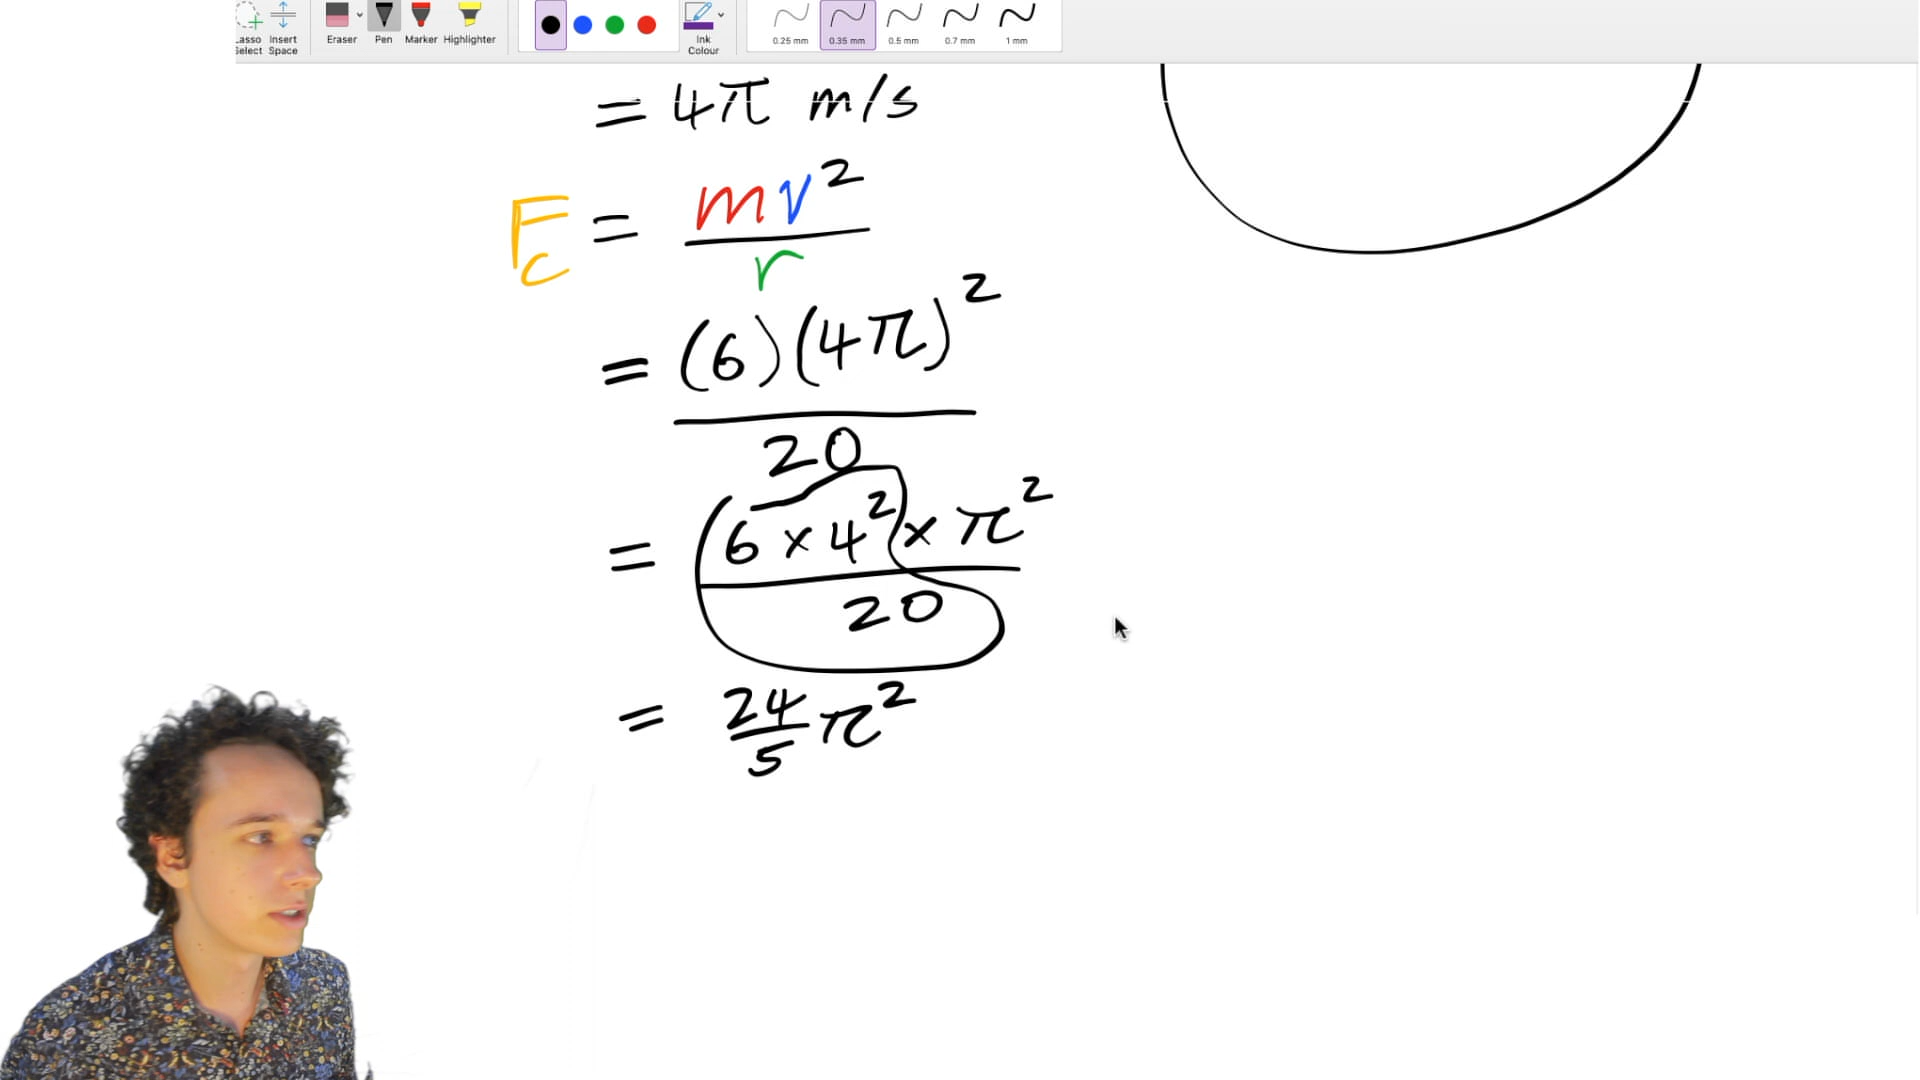 Lasso Select
Insert Space
Eraser
Pen
Marker
Highlighter
Ink Colour
0.25 mm
0.35 mm
0.5 mm
0.7 mm
1 mm
= 4π m/s
F_c = mv²/r
= (6)(4π)²/20
= (6 × 4²) × π²/20
= 24/5 π²